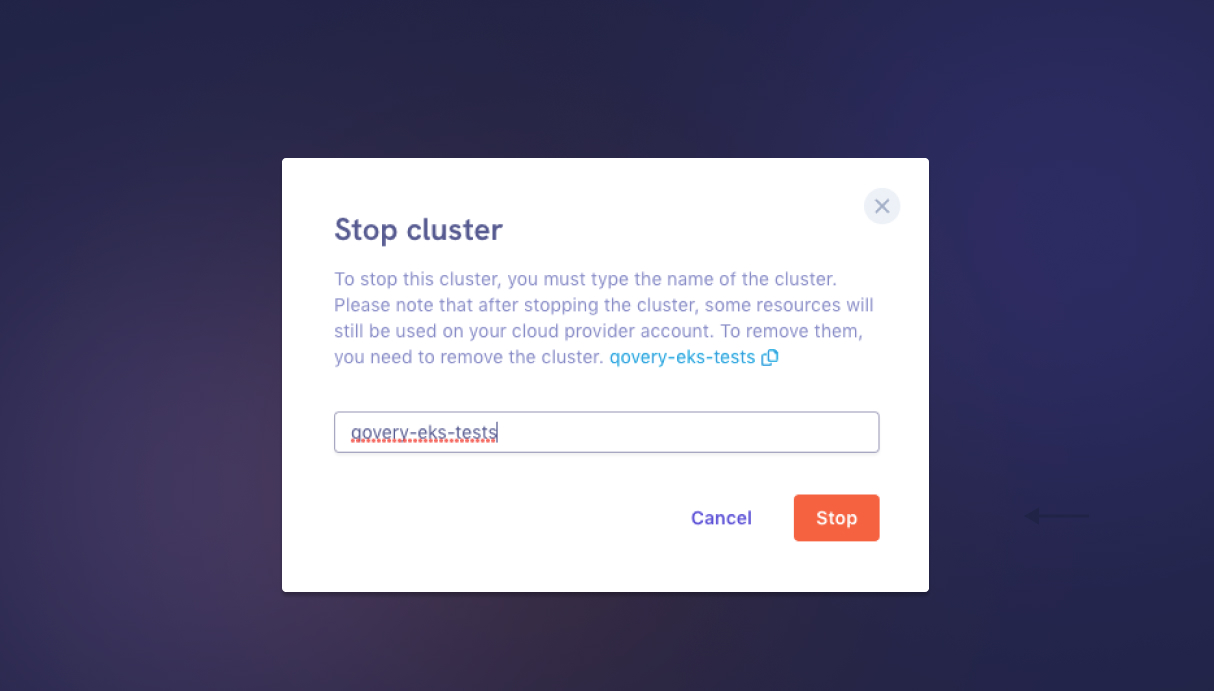 Stop cluster
To stop this cluster, you must type the name of the cluster.
Please note that after stopping the cluster, some resources will
still be used on your cloud provider account. To remove them,
you need to remove the cluster. qovery-eks-tests
qovery-eks-tests
Cancel
Stop